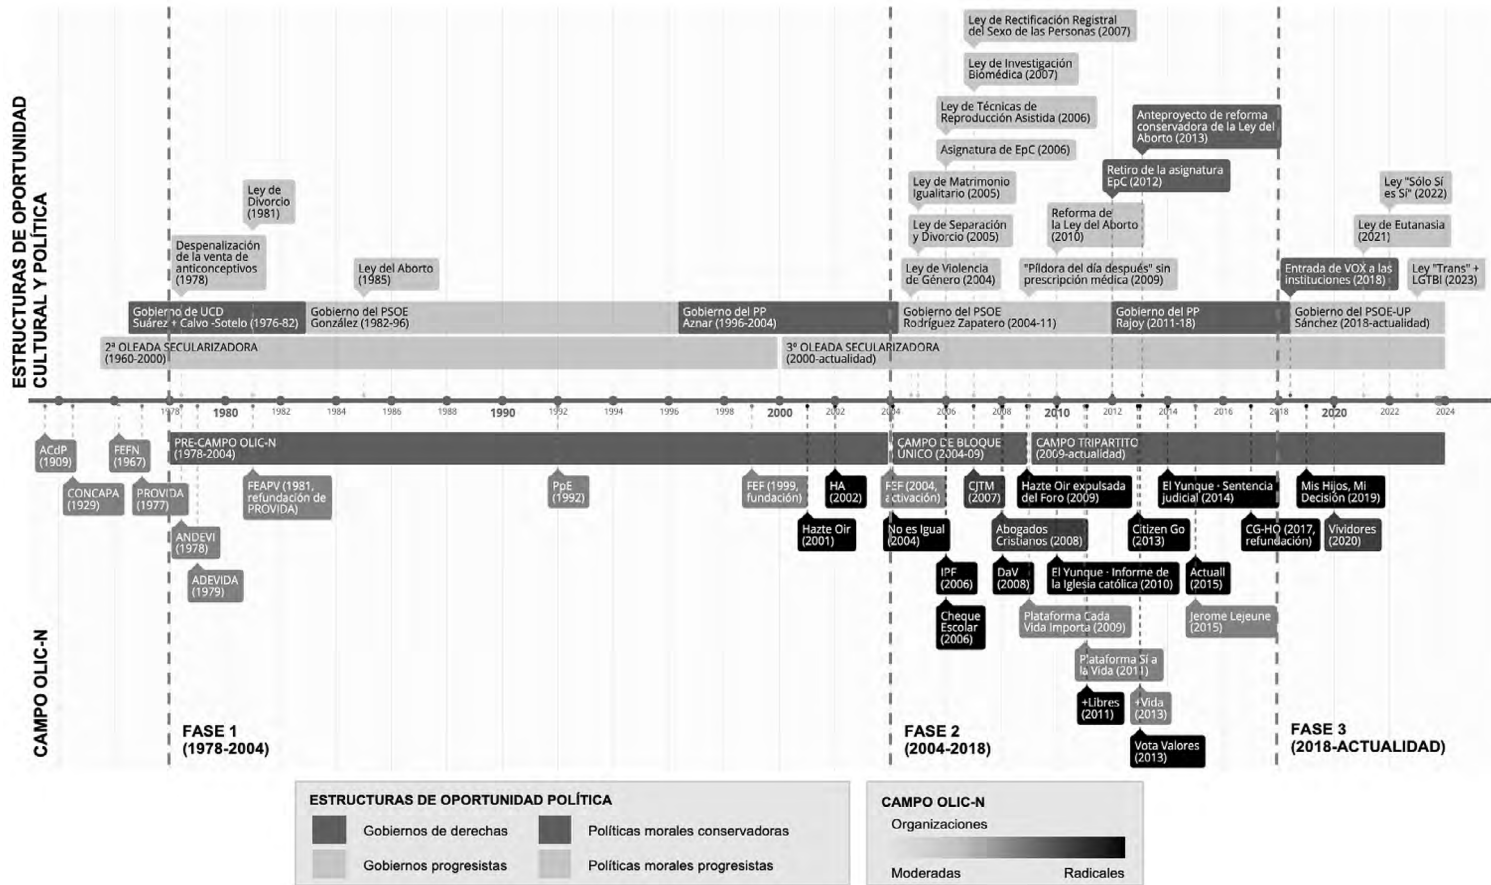 ESTRUCTURAS DE OPORTUNIDAD
CULTURAL Y POLÍTICA
Ley de Rectificación Registral
del Sexo de las Personas (2007)
Ley de Investigación
Biomédica (2007)
Ley de Técnicas de
Reproducción Asistida (2006)
Anteproyecto de reforma
conservadora de la Ley del
Aborto (2013)
Asignatura de EpC (2006)
Retiro de la asignatura
EpC (2012)
Ley de
Divorcio
(1981)
Ley de Matrimonio
Igualitario (2005)
Ley "Sólo Sí
es Sí" (2022)
Despenalización
de la venta de
anticonceptivos
(1978)
Ley de Separación
y Divorcio (2005)
Reforma de
la Ley del Aborto
(2010)
Ley de Eutanasia
(2021)
Ley del Aborto
(1985)
Ley de Violencia
de Género (2004)
"Píldora del día después" sin
prescripción médica (2009)
Entrada de VOX a las
instituciones (2018)
Ley "Trans" +
LGTBI (2023)
Gobierno de UCD
Suárez + Calvo -Sotelo (1976-82)
Gobierno del PSOE
González (1982-96)
Gobierno del PP
Aznar (1996-2004)
Gobierno del PSOE
Rodríguez Zapatero (2004-11)
Gobierno del PP
Rajoy (2011-18)
Gobierno del PSOE-UP
Sánchez (2018-actualidad)
2ª OLEADA SECULARIZADORA
(1960-2000)
3º OLEADA SECULARIZADORA
(2000-actualidad)
1978 1980 1982 1984 1986 1988 1990 1992 1994 1996 1998 2000 2002 2004 2006 2008 2010 2012 2014 2016 2018 2020 2022 2024
CAMPO OLIC-N
PRE-CAMPO OLIC-N
(1978-2004)
CAMPO DE BLOQUE
ÚNICO (2004-09)
CAMPO TRIPARTITO
(2009-actualidad)
ACdP
(1909)
FEFN
(1967)
CONCAPA
(1929)
PROVIDA
(1977)
FEAPV (1981,
refundación de
PROVIDA)
PpE
(1992)
FEF (1999,
fundación)
HA
(2002)
FEF (2004,
activación)
CJTM
(2007)
Hazte Oir expulsada
del Foro (2009)
El Yunque · Sentencia
judicial (2014)
Mis Hijos, Mi
Decisión (2019)
ANDEVI
(1978)
Hazte Oir
(2001)
No es Igual
(2004)
Abogados
Cristianos (2008)
Citizen Go
(2013)
CG-HO (2017,
refundación)
Vividores
(2020)
ADEVIDA
(1979)
IPF
(2006)
DaV
(2008)
El Yunque · Informe de
la Iglesia católica (2010)
Actuall
(2015)
Cheque
Escolar
(2006)
Plataforma Cada
Vida Importa (2009)
Jerome Lejeune
(2015)
Plataforma Sí a
la Vida (2011)
+Libres
(2011)
+Vida
(2013)
Vota Valores
(2013)
FASE 1
(1978-2004)
FASE 2
(2004-2018)
FASE 3
(2018-ACTUALIDAD)
ESTRUCTURAS DE OPORTUNIDAD POLÍTICA
Gobiernos de derechas
Políticas morales conservadoras
Gobiernos progresistas
Políticas morales progresistas
CAMPO OLIC-N
Organizaciones
Moderadas
Radicales